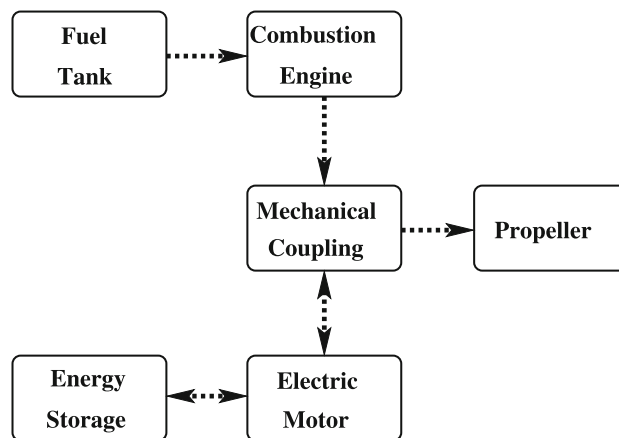 Fuel
Tank
Combustion
Engine
Mechanical
Coupling
Propeller
Energy
Storage
Electric
Motor